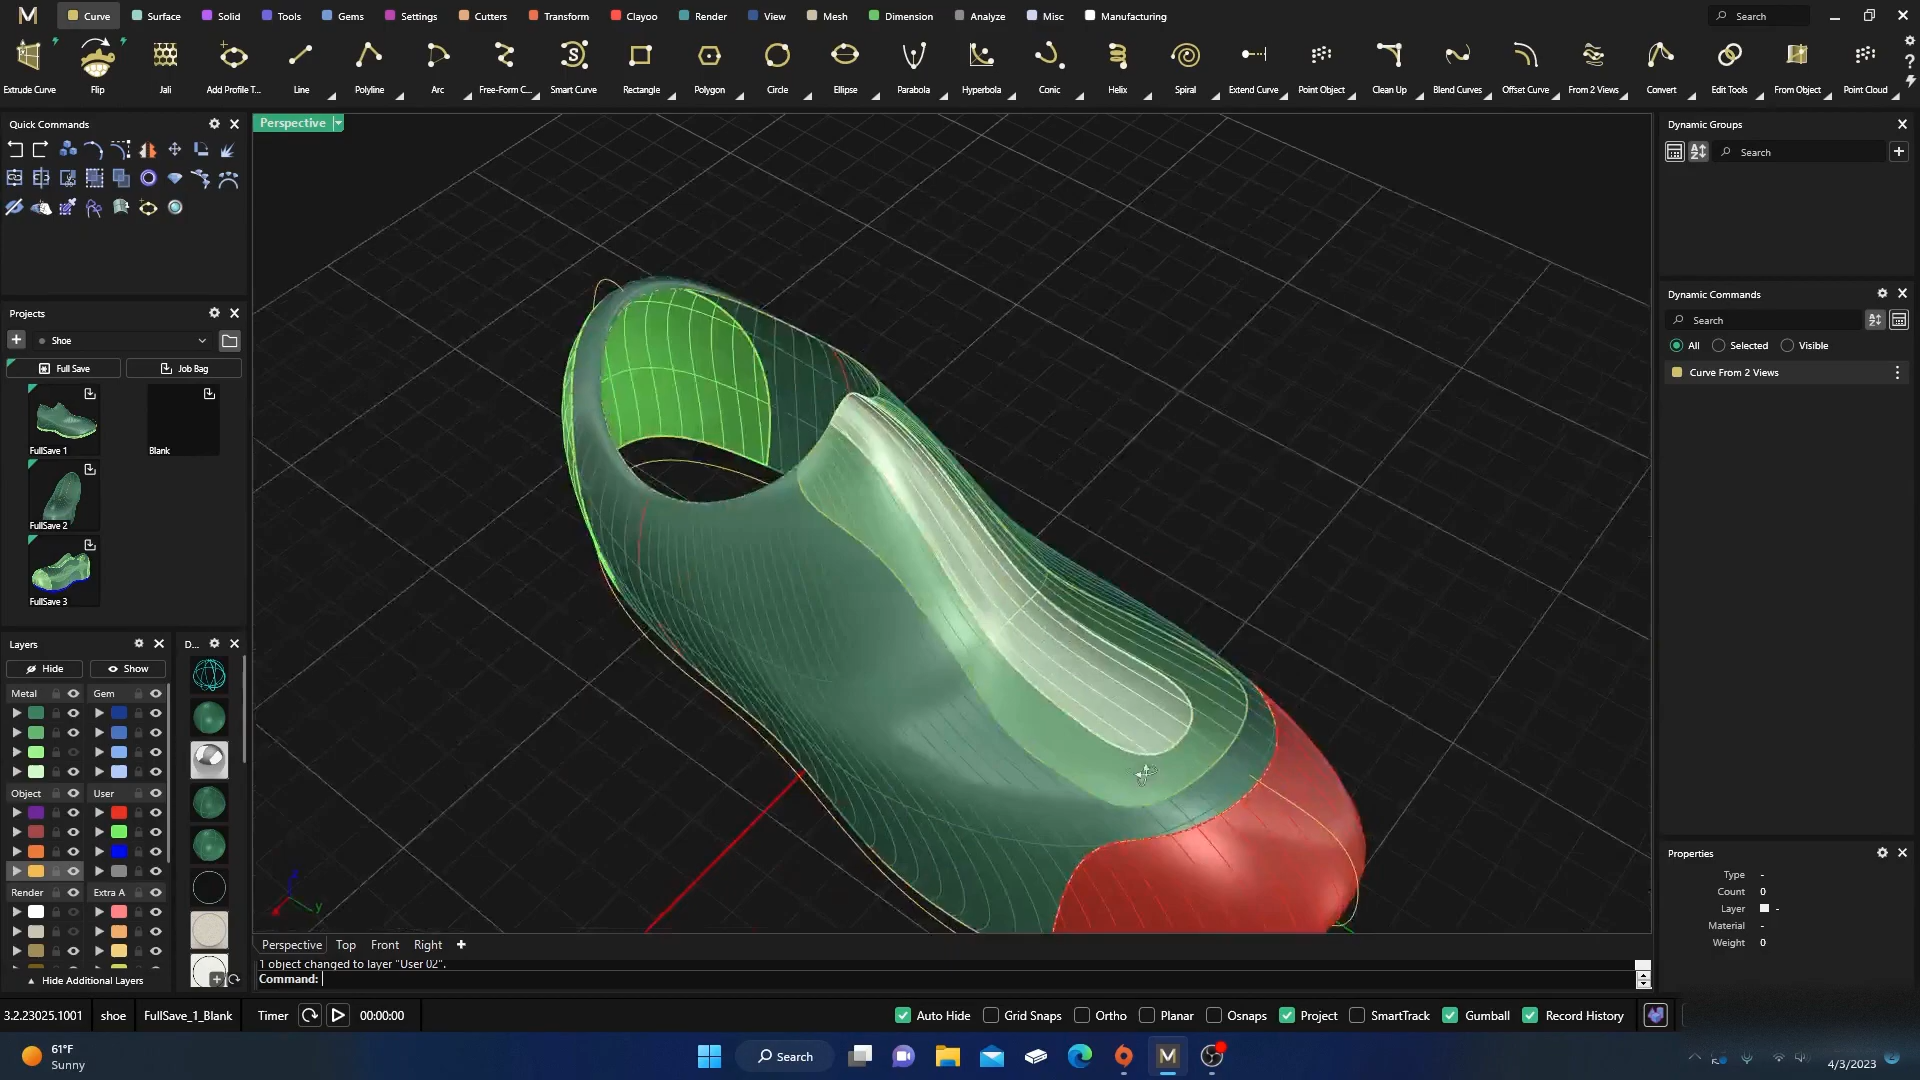 M Curve Surface Solid Tools Gems Settings Cutters Transform Clayoo Render View Mesh Dimension Analyze Misc Manufacturing Search
Extrude Curve Flip Jali Add Profile T... Line Polyline Arc Free-Form C... Smart Curve Rectangle Polygon Circle Ellipse Parabola Hyperbola Conic Helix Spiral Extend Curve Point Object Clean Up Blend Curves Offset Curve From 2 Views Convert Edit Tools From Object Point Cloud
Quick Commands
Projects
Shoe
Full Save Job Bag
FullSave 1 Blank
FullSave 2
FullSave 3
Layers D...
Hide Show
Metal Gem
Object User
Render Extra A
Hide Additional Layers
Perspective
y
Perspective Top Front Right
1 object changed to layer "User 02".
Command:
Dynamic Groups
Search
Dynamic Commands
Search
All Selected Visible
Curve From 2 Views
Properties
Type -
Count 0
Layer -
Material -
Weight 0
3.2.23025.1001 shoe FullSave_1_Blank Timer 00:00:00 Auto Hide Grid Snaps Ortho Planar Osnaps Project SmartTrack Gumball Record History
61°F
Sunny
Search
M
4/3/2023